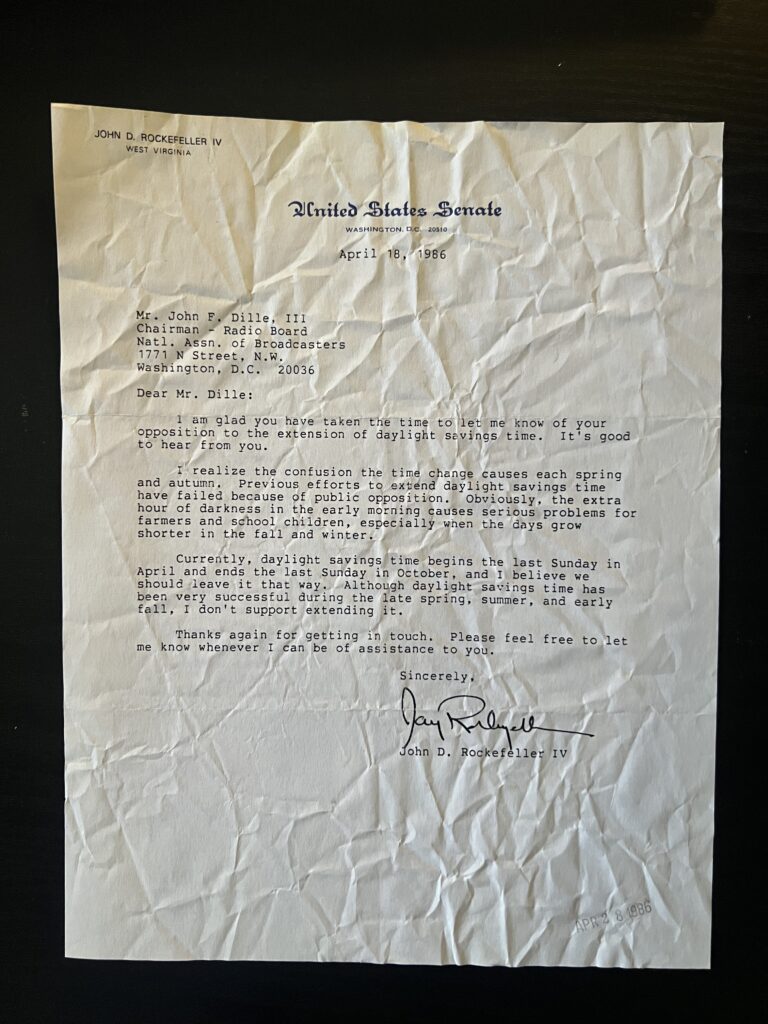 JOHN D. ROCKEFELLER IV
WEST VIRGINIA
United States Senate
WASHINGTON, D.C. 20510
April 18, 1986
Mr. John F. Dille, III
Chairman - Radio Board
Natl. Assn. of Broadcasters
1771 N Street, N.W.
Washington, D.C. 20036
Dear Mr. Dille:
I am glad you have taken the time to let me know of your
opposition to the extension of daylight savings time. It's good
to hear from you.
I realize the confusion the time change causes each spring
and autumn. Previous efforts to extend daylight savings time
have failed because of public opposition. Obviously, the extra
hour of darkness in the early morning causes serious problems for
farmers and school children, especially when the days grow
shorter in the fall and winter.
Currently, daylight savings time begins the last Sunday in
April and ends the last Sunday in October, and I believe we
should leave it that way. Although daylight savings time has
been very successful during the late spring, summer, and early
fall, I don't support extending it.
Thanks again for getting in touch. Please feel free to let
me know whenever I can be of assistance to you.
Sincerely,
Jay Rockefeller
John D. Rockefeller IV
APR 28 1986